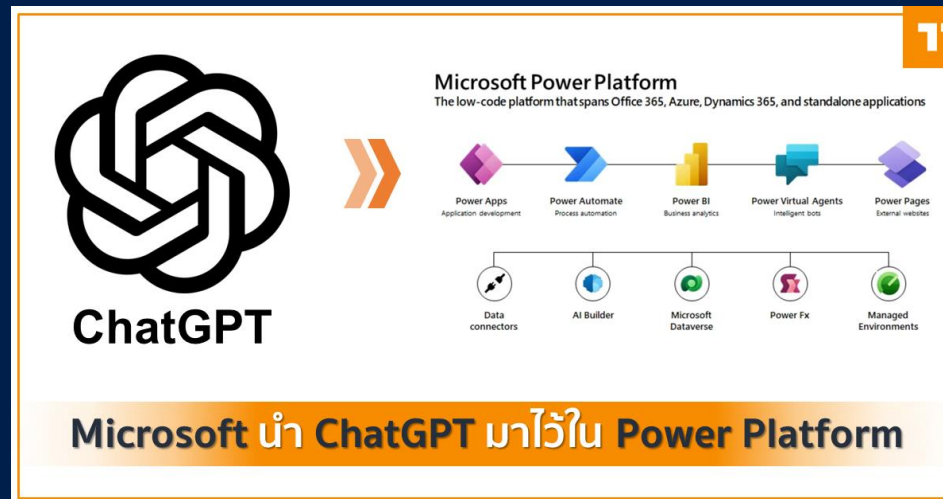 ChatGPT
Microsoft Power Platform
The low-code platform that spans Office 365, Azure, Dynamics 365, and standalone applications
Power Apps
Application development
Power Automate
Process automation
Power BI
Business analytics
Power Virtual Agents
Intelligent bots
Power Pages
External websites
Data
connectors
AI Builder
Microsoft
Dataverse
Power Fx
Managed
Environments
Microsoft นำ ChatGPT มาไว้ใน Power Platform